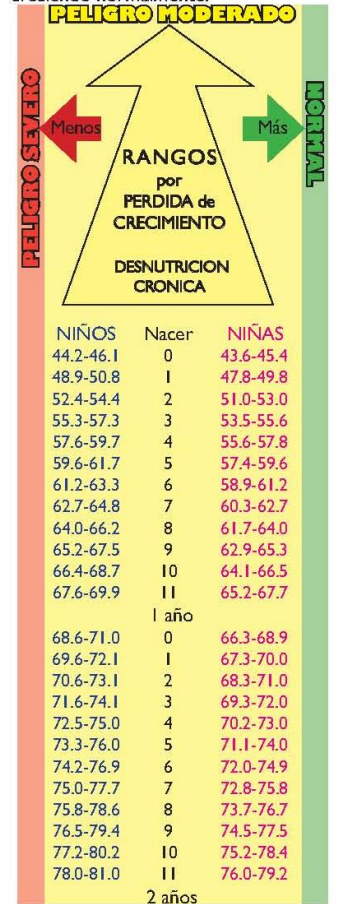 creciendo normalmente.
PELIGRO MODERADO
PELIGRO SEVERO
NORMAL
Menos
Más
RANGOS
por
PERDIDA de
CRECIMIENTO
DESNUTRICION
CRONICA
NIÑOS Nacer NIÑAS
44.2-46.1 0 43.6-45.4
48.9-50.8 1 47.8-49.8
52.4-54.4 2 51.0-53.0
55.3-57.3 3 53.5-55.6
57.6-59.7 4 55.6-57.8
59.6-61.7 5 57.4-59.6
61.2-63.3 6 58.9-61.2
62.7-64.8 7 60.3-62.7
64.0-66.2 8 61.7-64.0
65.2-67.5 9 62.9-65.3
66.4-68.7 10 64.1-66.5
67.6-69.9 11 65.2-67.7
1 año
68.6-71.0 0 66.3-68.9
69.6-72.1 1 67.3-70.0
70.6-73.1 2 68.3-71.0
71.6-74.1 3 69.3-72.0
72.5-75.0 4 70.2-73.0
73.3-76.0 5 71.1-74.0
74.2-76.9 6 72.0-74.9
75.0-77.7 7 72.8-75.8
75.8-78.6 8 73.7-76.7
76.5-79.4 9 74.5-77.5
77.2-80.2 10 75.2-78.4
78.0-81.0 11 76.0-79.2
2 años